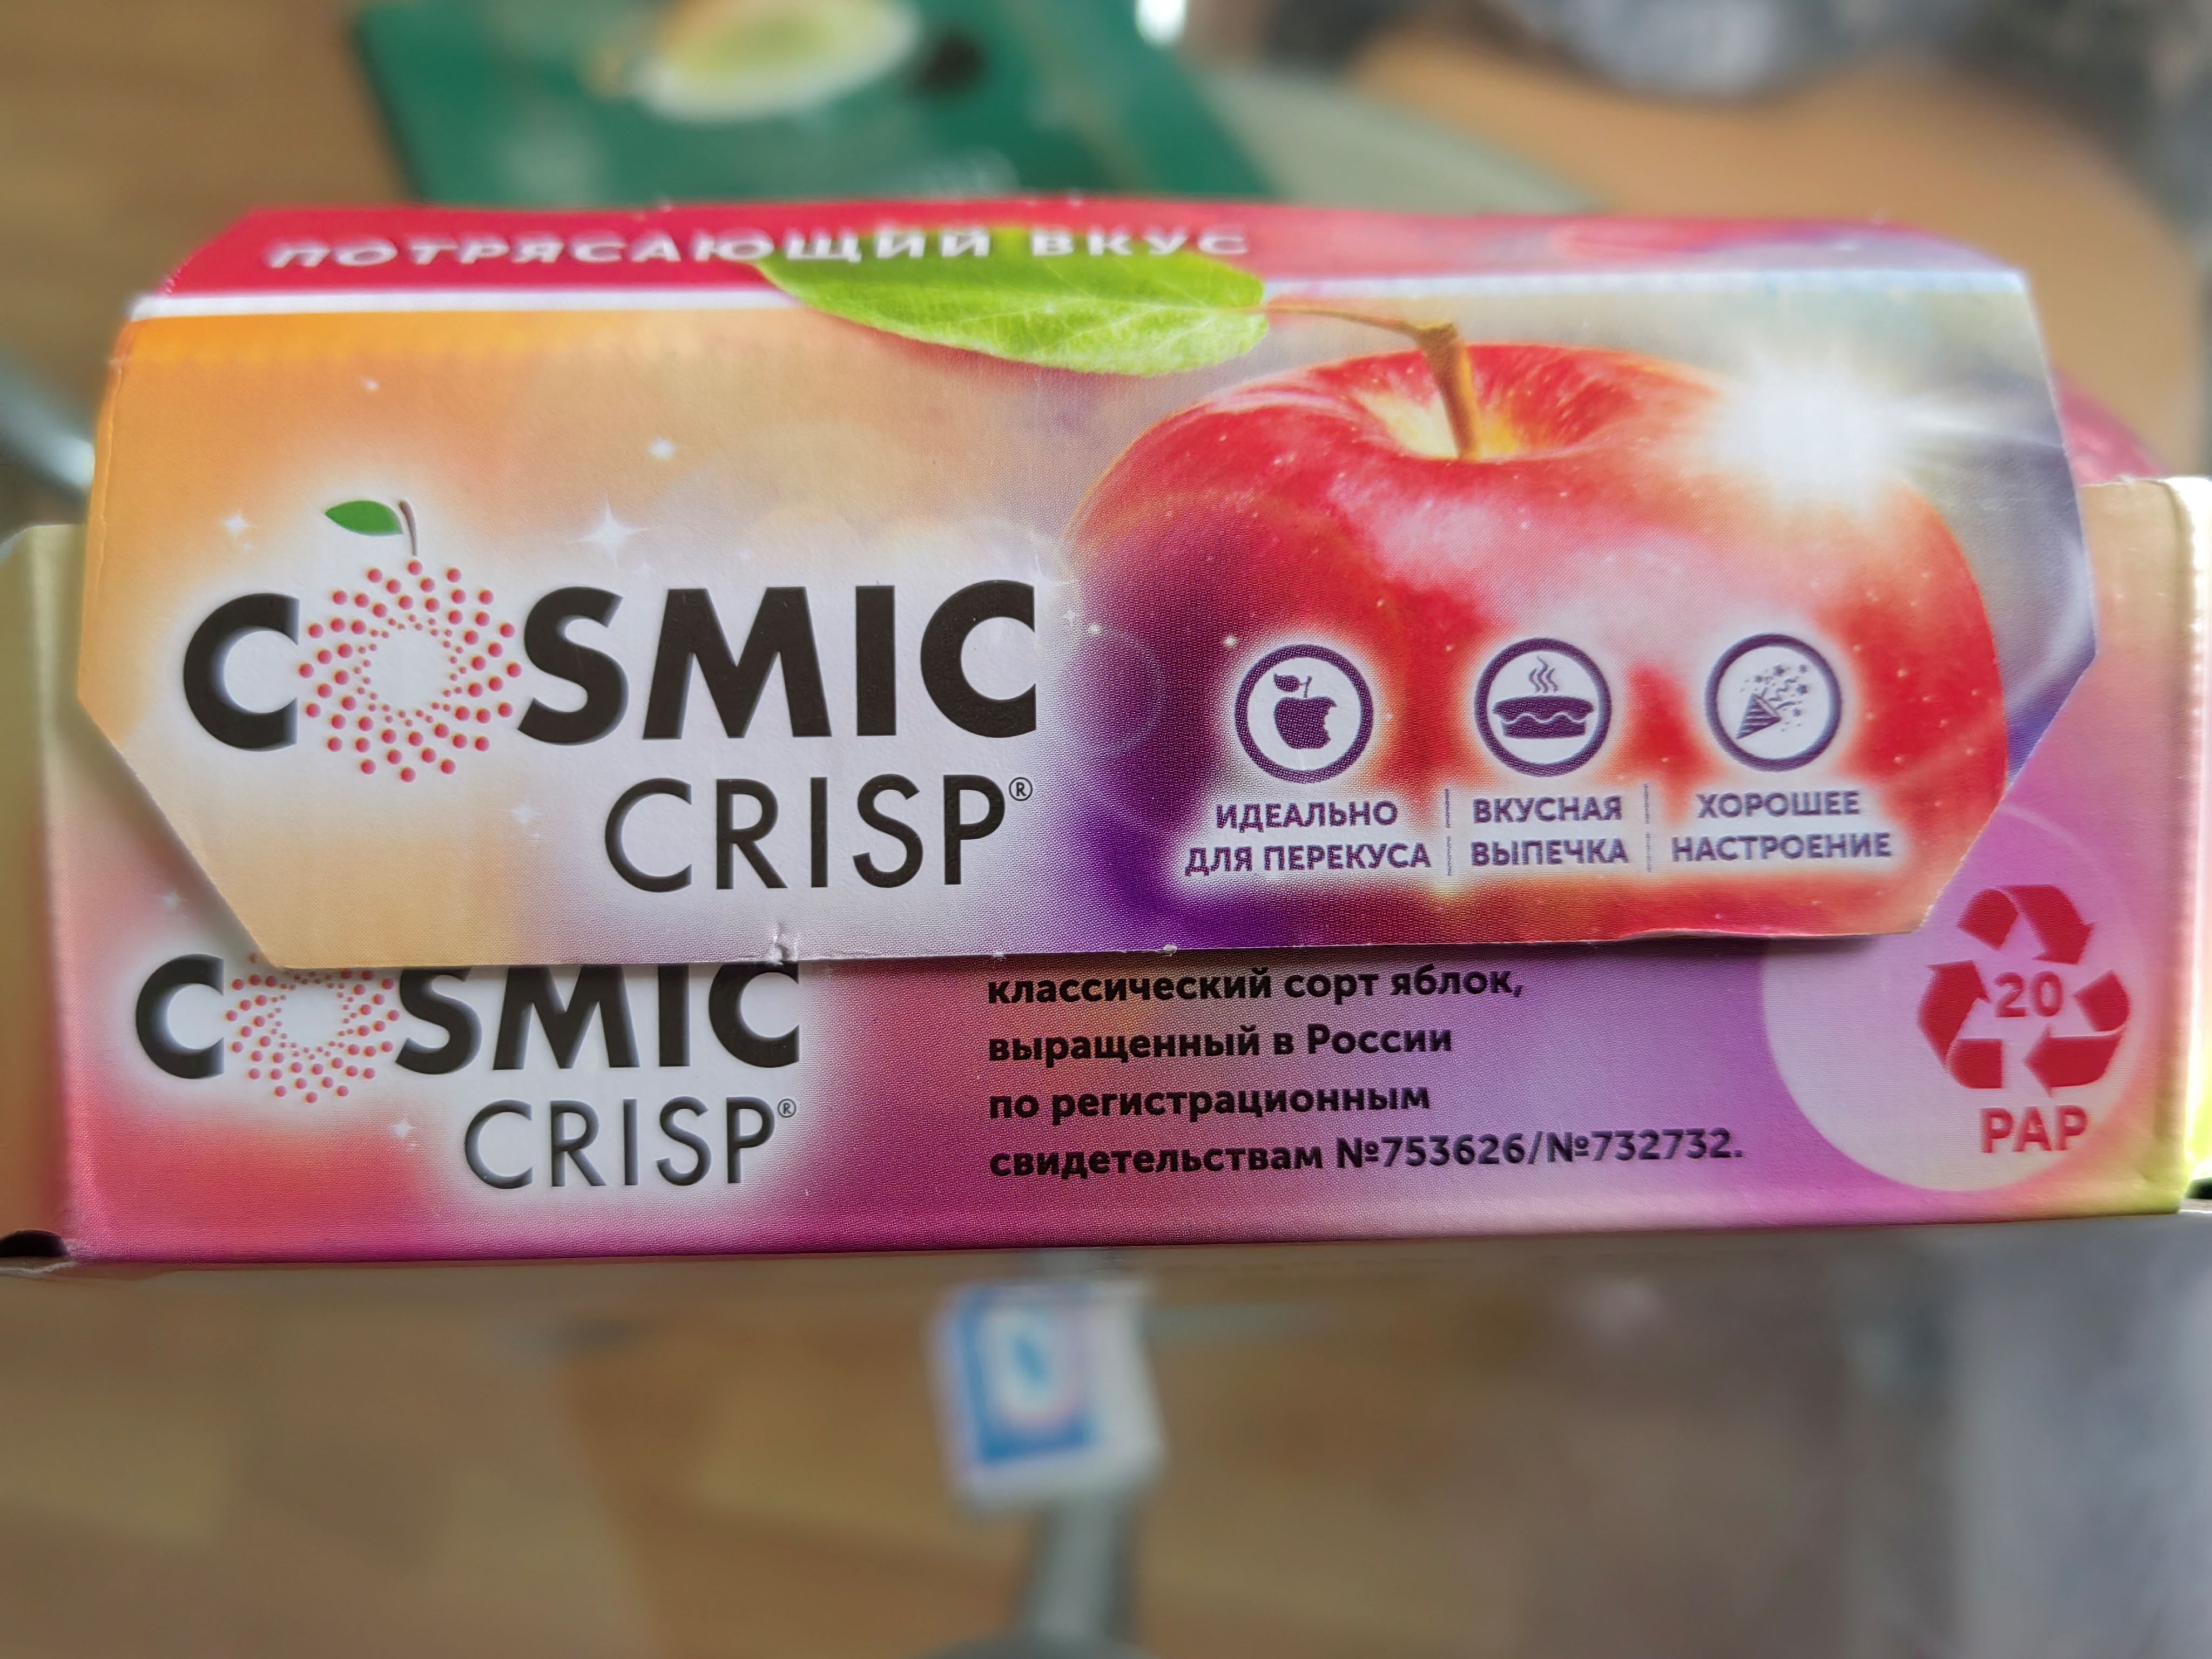 ПОТРЯСАЮЩИЙ ВКУС
COSMIC
CRISP®
ИДЕАЛЬНО
ДЛЯ ПЕРЕКУСА
ВКУСНАЯ
ВЫПЕЧКА
ХОРОШЕЕ
НАСТРОЕНИЕ
COSMIC
CRISP®
классический сорт яблок,
выращенный в России
по регистрационным
свидетельствам №753626/№732732.
20
PAP